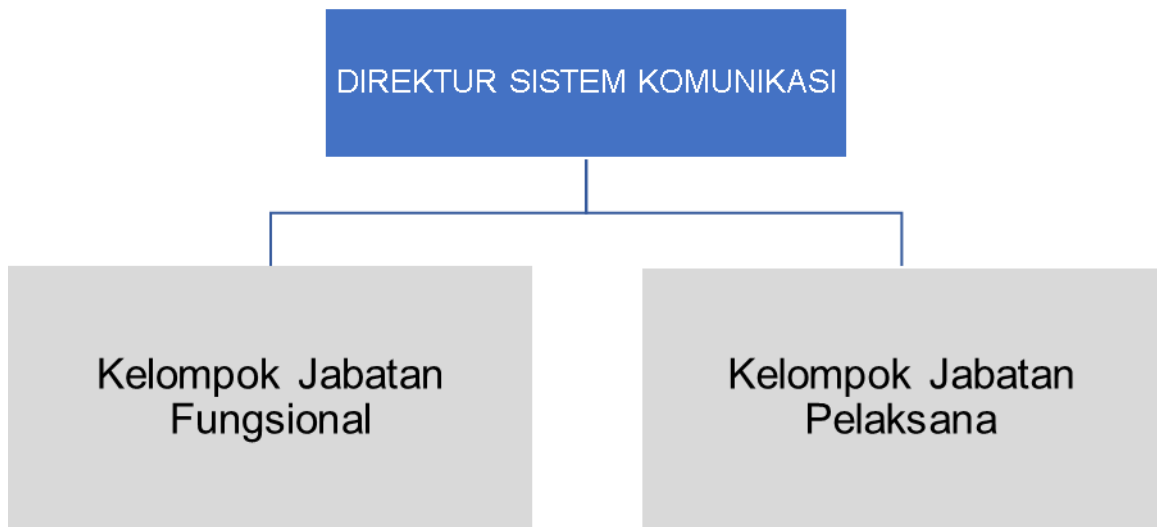 DIREKTUR SISTEM KOMUNIKASI
Kelompok Jabatan
Fungsional
Kelompok Jabatan
Pelaksana